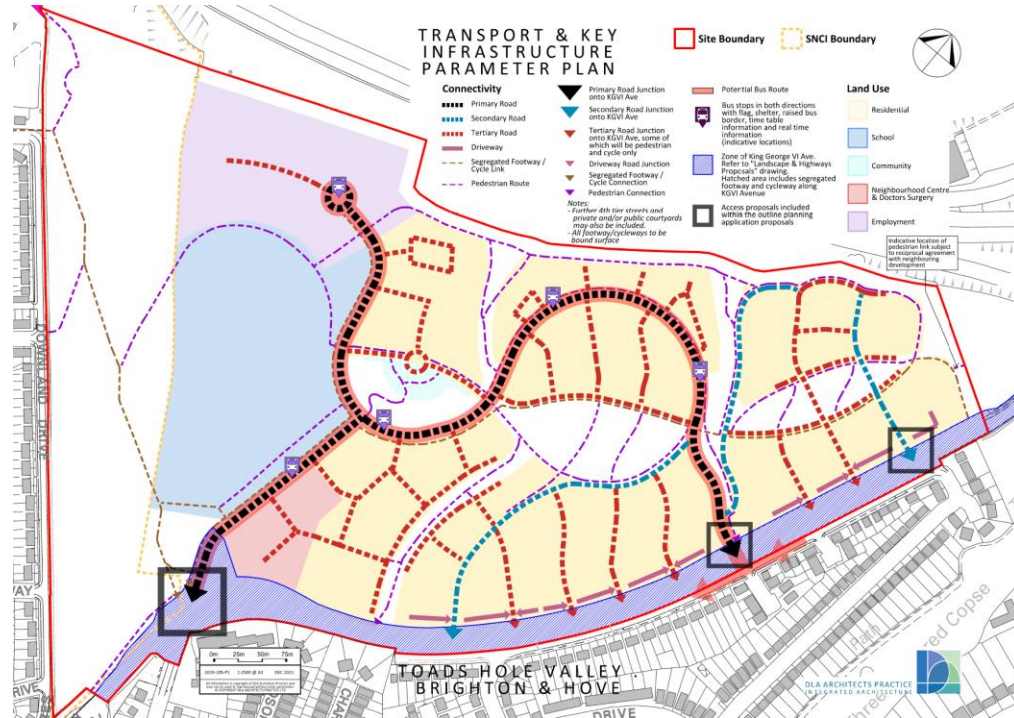 TRANSPORT & KEY
INFRASTRUCTURE
PARAMETER PLAN
Site Boundary
SNCI Boundary
Connectivity
Primary Road
Secondary Road
Tertiary Road
Driveway
Segregated Footway /
Cycle Link
Pedestrian Route
Primary Road Junction
onto KGVI Ave
Secondary Road Junction
onto KGVI Ave
Tertiary Road Junction
onto KGVI Ave, some of
which will be pedestrian
and cycle only
Driveway Road Junction
Segregated Footway /
Cycle Connection
Pedestrian Connection
Notes:
- Further 4th tier streets and
private and/or public courtyards
may also be included.
- All footway/cycleways to be
bound surface
Potential Bus Route
Bus stops in both directions
with flag, shelter, raised bus
border, time table
information and real time
information
(indicative locations)
Zone of King George VI Ave.
Refer to "Landscape & Highways
Proposals" drawing.
Hatched area includes segregated
footway and cycleway along
KGVI Avenue
Access proposals included
within the outline planning
application proposals
Land Use
Residential
School
Community
Neighbourhood Centre
& Doctors Surgery
Employment
Indicative location of
pedestrian link subject
to reciprocal agreement
with neighbouring
development
DOWNLAND DRIVE
WAY
DRIVE
0m 25m 50m 75m
DEC 2021
TOADS HOLE VALLEY
BRIGHTON & HOVE
DRIVE
Path
Three
red Copse
DLA ARCHITECTS PRACTICE
INTEGRATED ARCHITECTURE